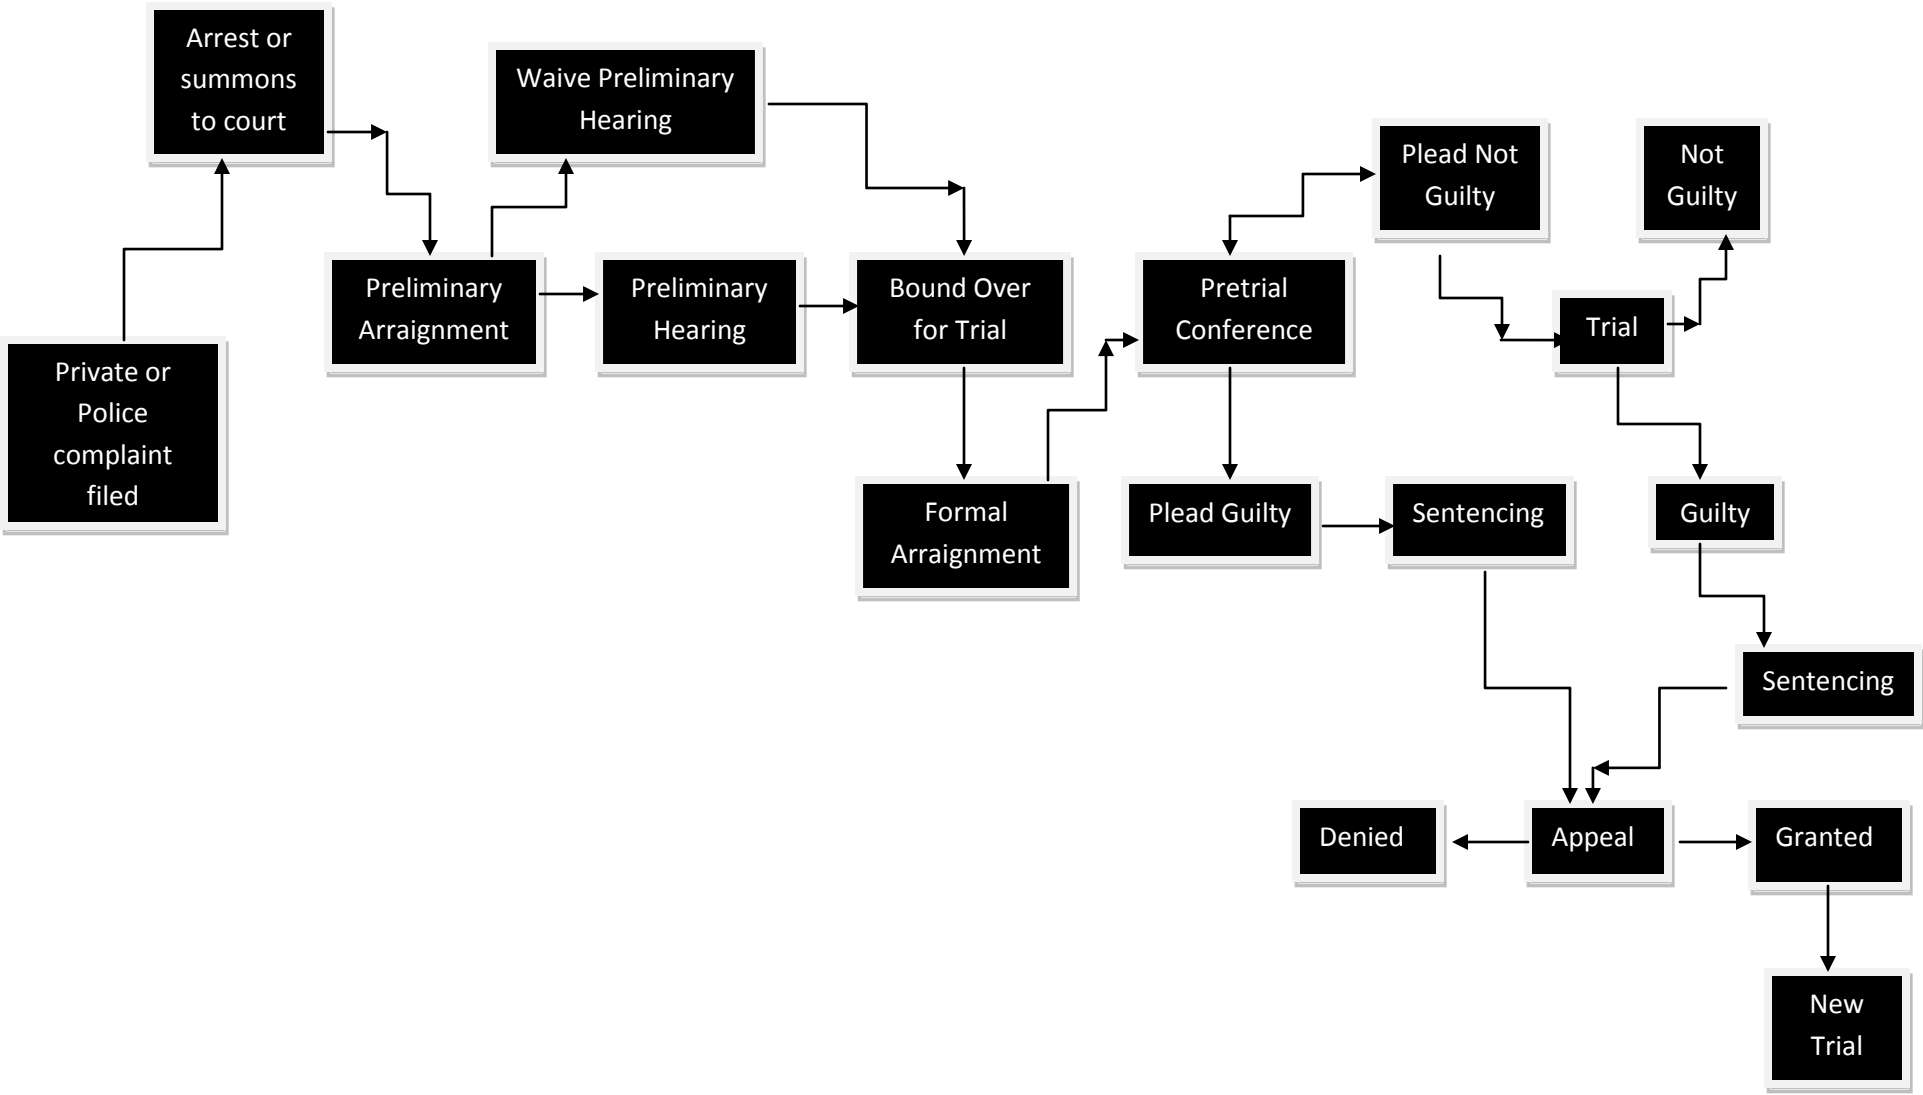 Arrest or
summons
to court
Waive Preliminary
Hearing
Plead Not
Guilty
Not
Guilty
Preliminary
Arraignment
Preliminary
Hearing
Bound Over
for Trial
Pretrial
Conference
Trial
Private or
Police
complaint
filed
Formal
Arraignment
Plead Guilty
Sentencing
Guilty
Sentencing
Denied
Appeal
Granted
New
Trial